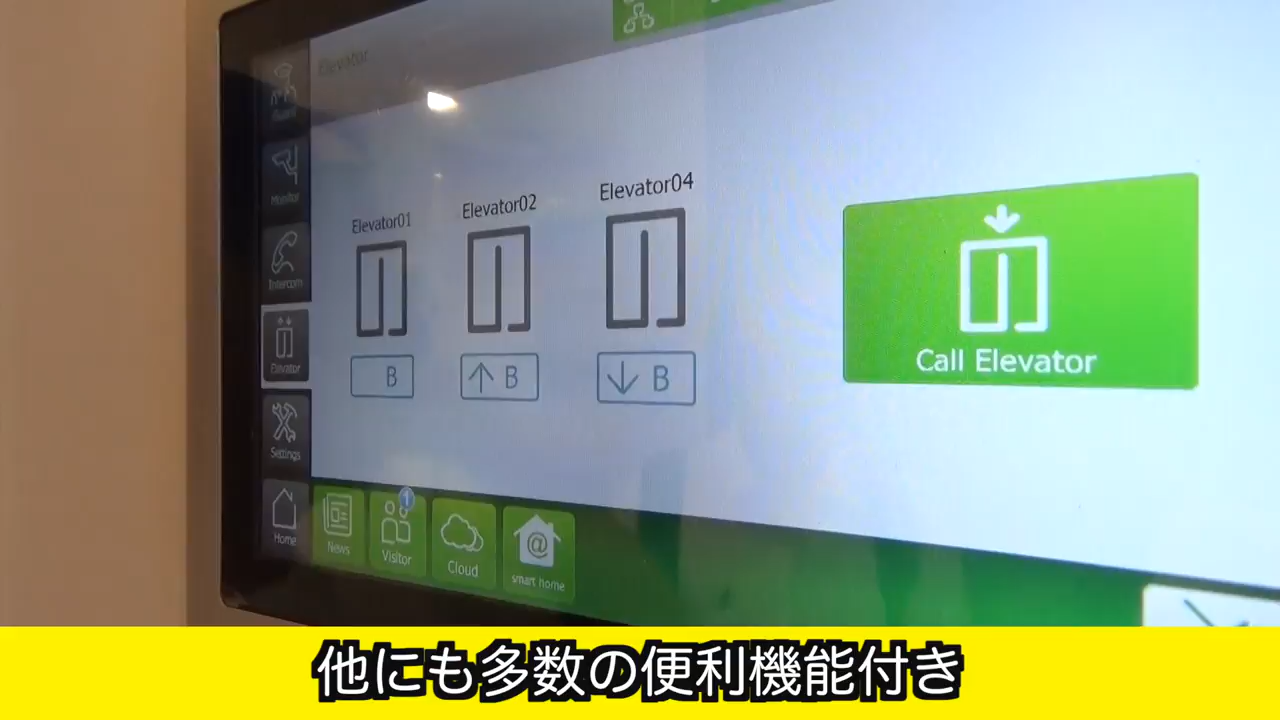 Elevator
Guard
Monitor
Intercom
Elevator
Settings
Home
Elevator01
Elevator02
Elevator04
B
↑ B
↓ B
Call Elevator
News
1
Visitor
Cloud
@
smart home
他にも多数の便利機能付き